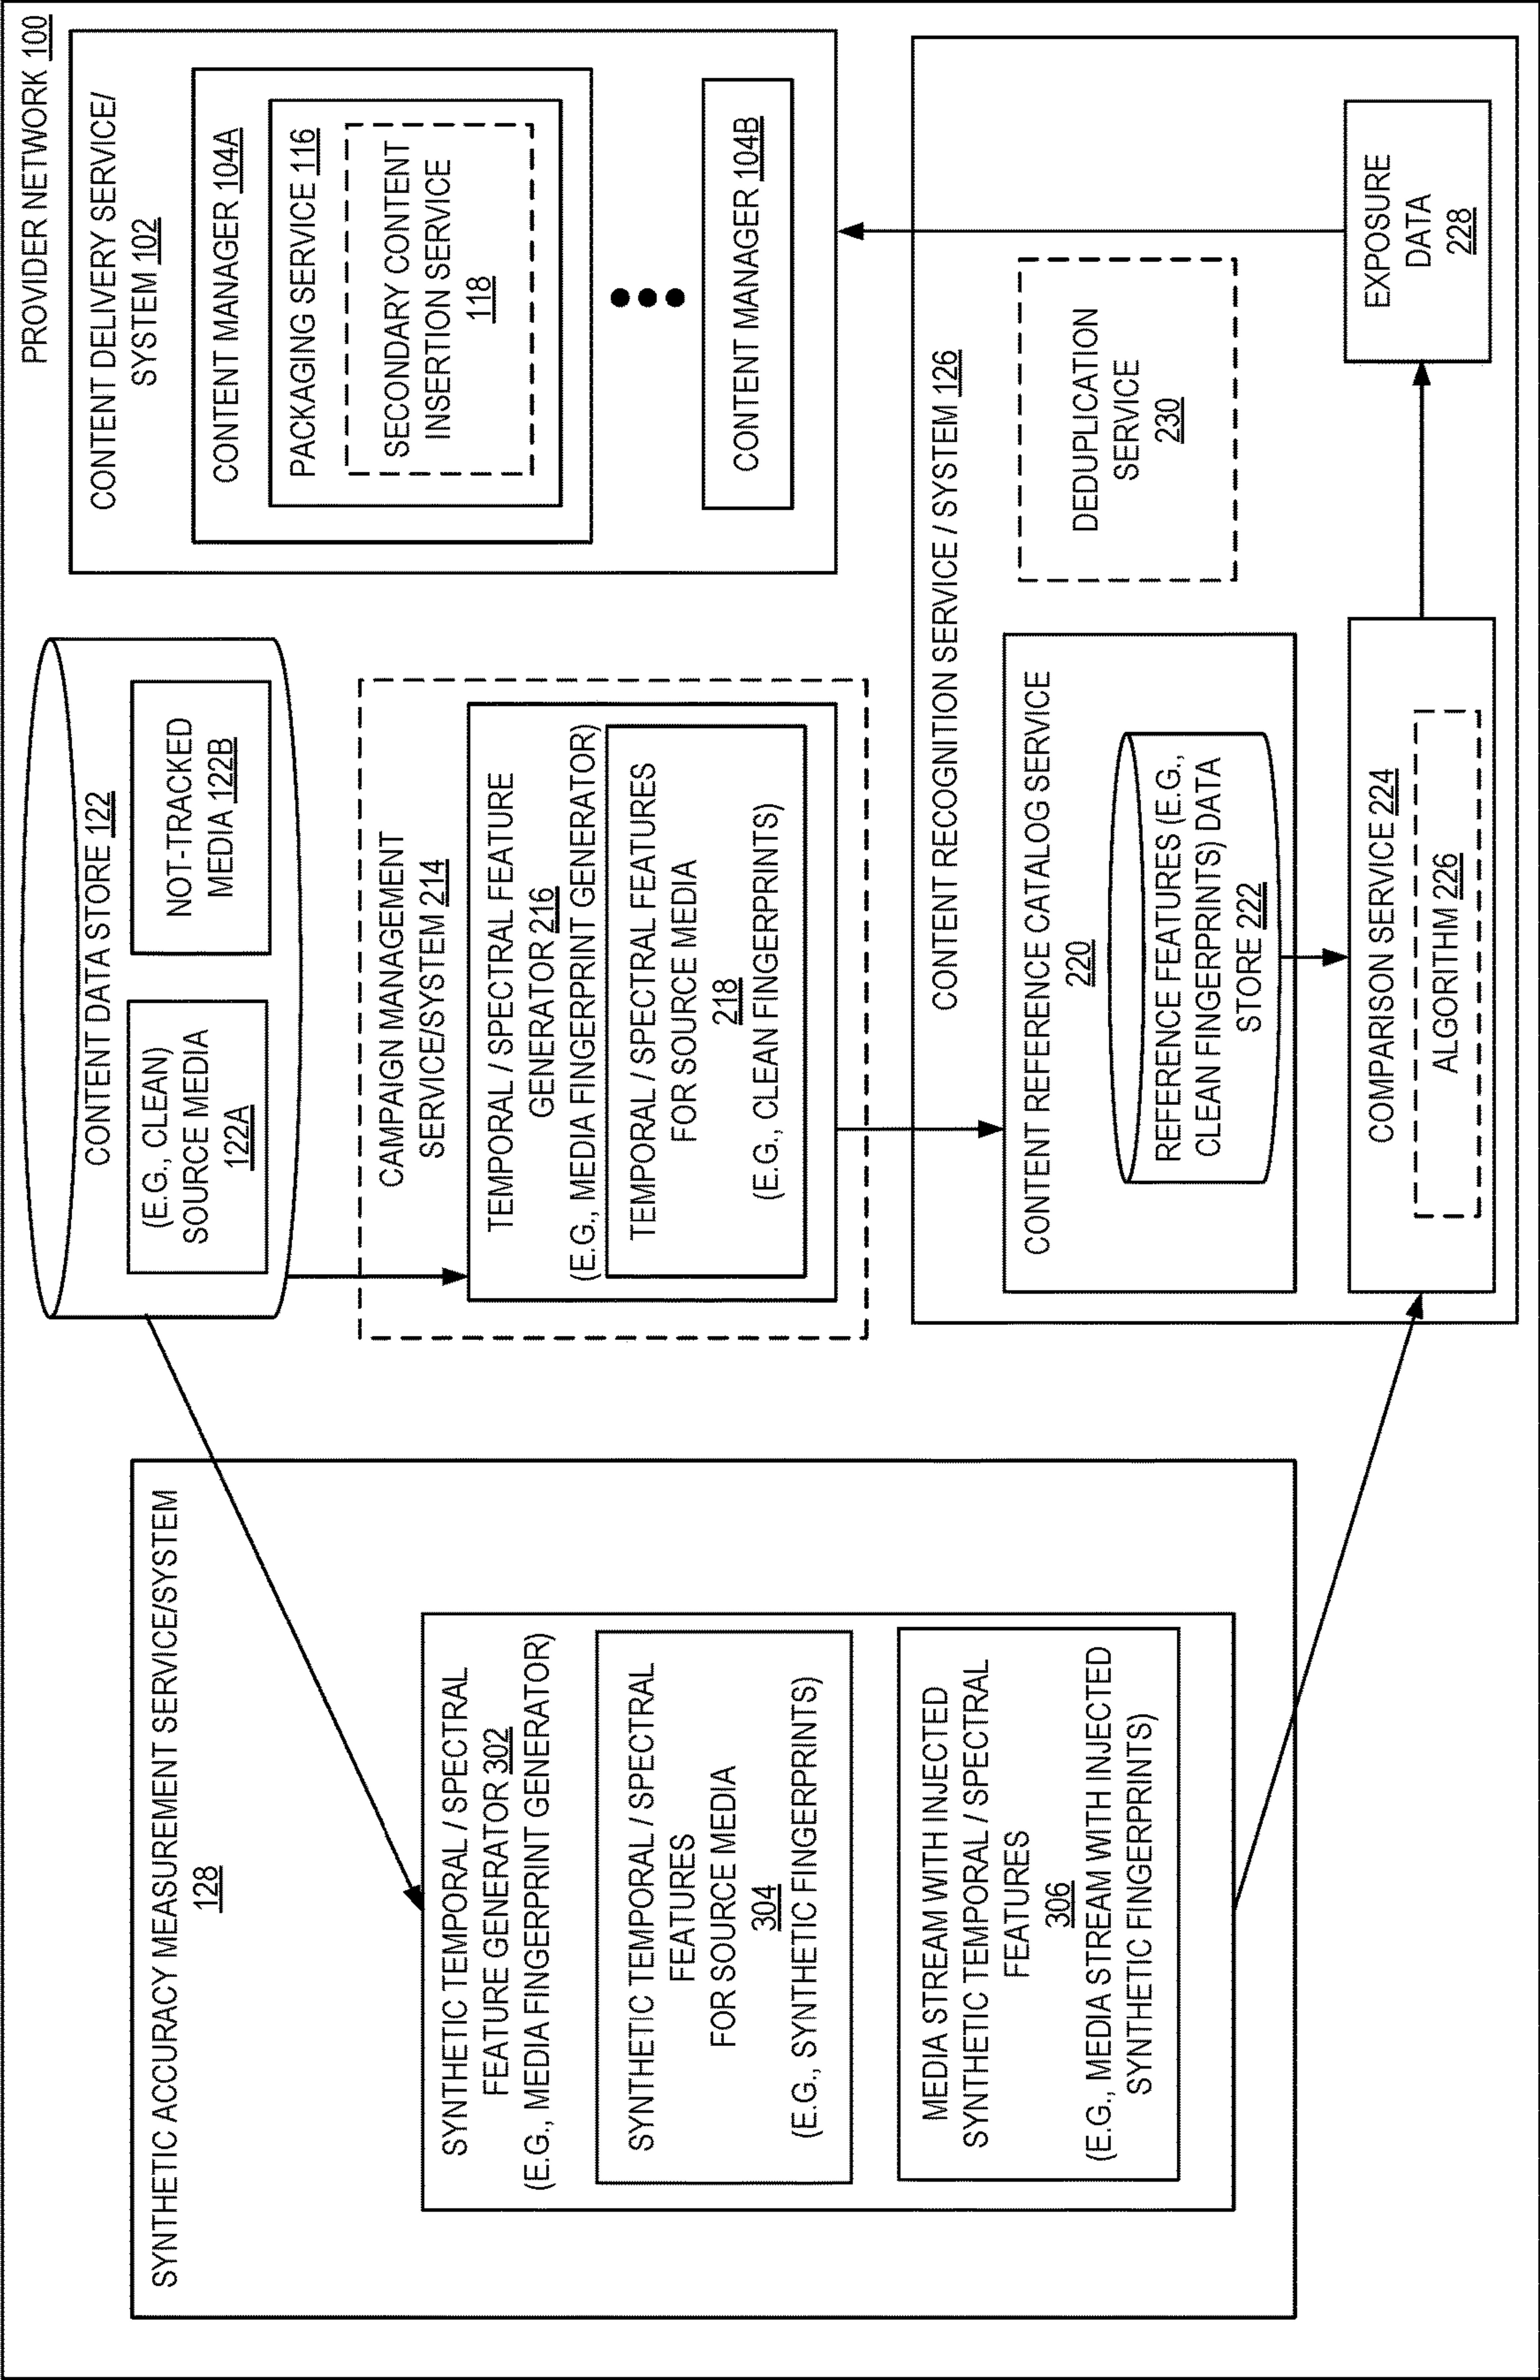 PROVIDER NETWORK 100
SYNTHETIC ACCURACY MEASUREMENT SERVICE/SYSTEM
128
SYNTHETIC TEMPORAL / SPECTRAL
FEATURE GENERATOR 302
(E.G., MEDIA FINGERPRINT GENERATOR)
SYNTHETIC TEMPORAL / SPECTRAL
FEATURES
FOR SOURCE MEDIA
304
(E.G., SYNTHETIC FINGERPRINTS)
MEDIA STREAM WITH INJECTED
SYNTHETIC TEMPORAL / SPECTRAL
FEATURES
306
(E.G., MEDIA STREAM WITH INJECTED
SYNTHETIC FINGERPRINTS)
CONTENT DATA STORE 122
(E.G., CLEAN)
SOURCE MEDIA
122A
NOT-TRACKED
MEDIA 122B
CAMPAIGN MANAGEMENT
SERVICE/SYSTEM 214
TEMPORAL / SPECTRAL FEATURE
GENERATOR 216
(E.G., MEDIA FINGERPRINT GENERATOR)
TEMPORAL / SPECTRAL FEATURES
FOR SOURCE MEDIA
218
(E.G., CLEAN FINGERPRINTS)
CONTENT DELIVERY SERVICE/
SYSTEM 102
CONTENT MANAGER 104A
PACKAGING SERVICE 116
SECONDARY CONTENT
INSERTION SERVICE
118
CONTENT MANAGER 104B
CONTENT RECOGNITION SERVICE / SYSTEM 126
CONTENT REFERENCE CATALOG SERVICE
220
REFERENCE FEATURES (E.G.,
CLEAN FINGERPRINTS) DATA
STORE 222
DEDUPLICATION
SERVICE
230
COMPARISON SERVICE 224
ALGORITHM 226
EXPOSURE
DATA
228